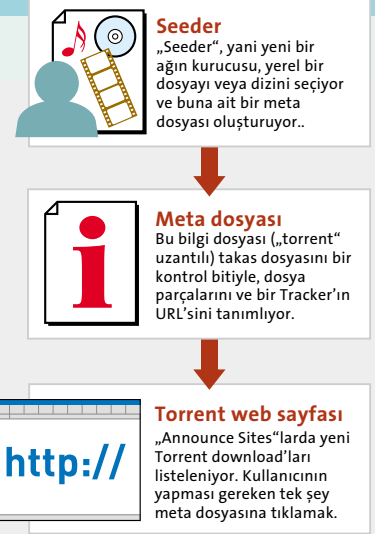 Seeder
„Seeder“, yani yeni bir
ağın kurucusu, yerel bir
dosyayı veya dizini seçiyor
ve buna ait bir meta
dosyası oluşturuyor..
Meta dosyası
Bu bilgi dosyası („torrent“
uzantılı) takas dosyasını bir
kontrol bitiyle, dosya
parçalarını ve bir Tracker’ın
URL’sini tanımlıyor.
Torrent web sayfası
„Announce Sites“larda yeni
Torrent download’ları
listeleniyor. Kullanıcının
yapması gereken tek şey
meta dosyasına tıklamak.
http://